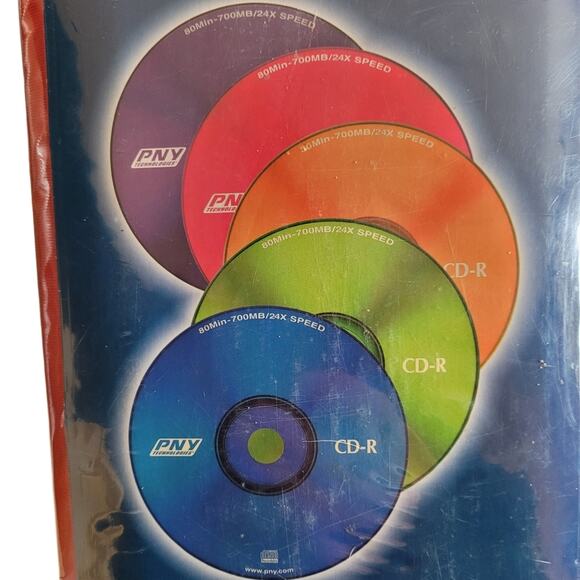 80Min-700MB/24X SPEED
PNY
TECHNOLOGIES
80Min-700MB/24X SPEED
PNY
TECHNOLOGIES
80Min-700MB/24X SPEED
CD-R
80Min-700MB/24X SPEED
CD-R
80Min-700MB/24X SPEED
PNY
TECHNOLOGIES
CD-R
www.pny.com